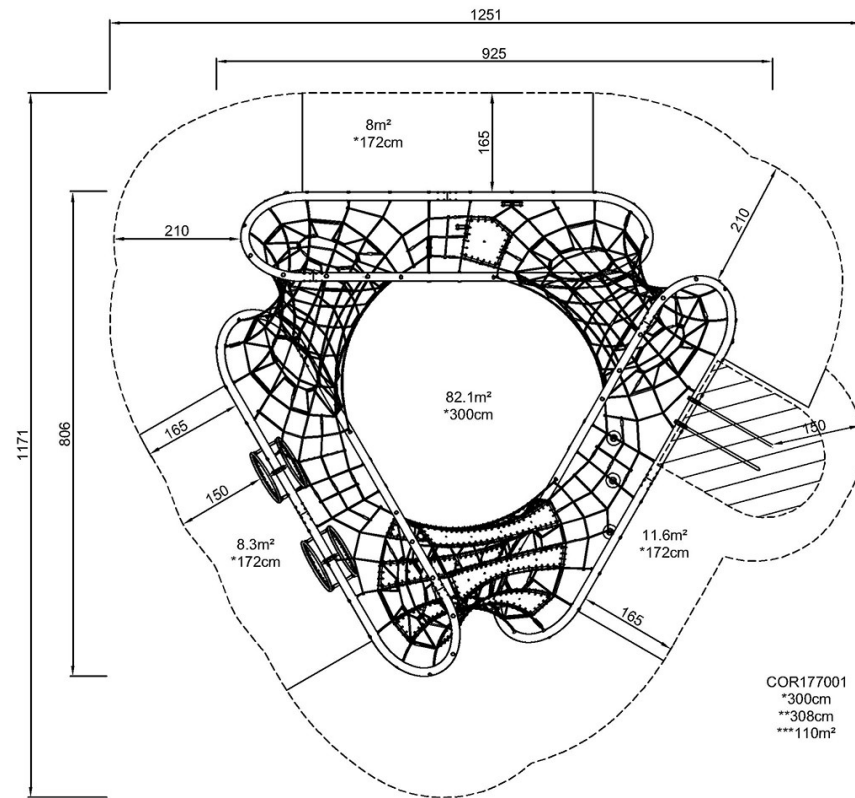 1251
925
8m²
*172cm
165
210
210
1171
806
82.1m²
*300cm
165
150
150
8.3m²
*172cm
11.6m²
*172cm
165
COR177001
*300cm
**308cm
***110m²